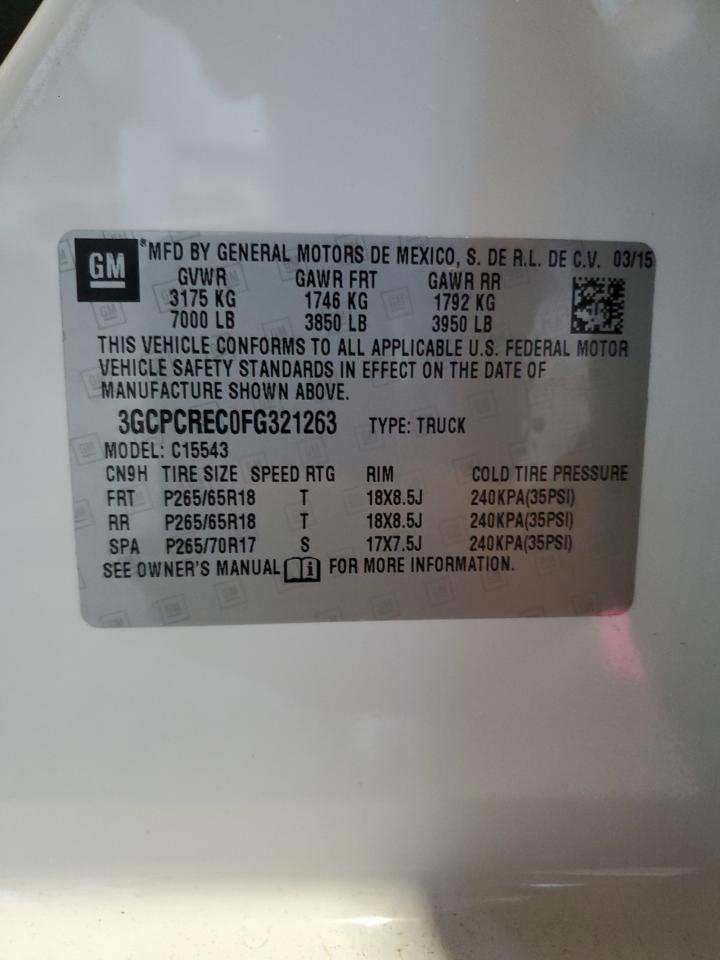 GM ®MFD BY GENERAL MOTORS DE MEXICO, S. DE R.L. DE C.V. 03/15
GVWR GAWR FRT GAWR RR
3175 KG 1746 KG 1792 KG
7000 LB 3850 LB 3950 LB
THIS VEHICLE CONFORMS TO ALL APPLICABLE U.S. FEDERAL MOTOR
VEHICLE SAFETY STANDARDS IN EFFECT ON THE DATE OF
MANUFACTURE SHOWN ABOVE.
3GCPCREC0FG321263 TYPE: TRUCK
MODEL: C15543
CN9H TIRE SIZE SPEED RTG RIM COLD TIRE PRESSURE
FRT P265/65R18 T 18X8.5J 240KPA(35PSI)
RR P265/65R18 T 18X8.5J 240KPA(35PSI)
SPA P265/70R17 S 17X7.5J 240KPA(35PSI)
SEE OWNER'S MANUAL i FOR MORE INFORMATION.